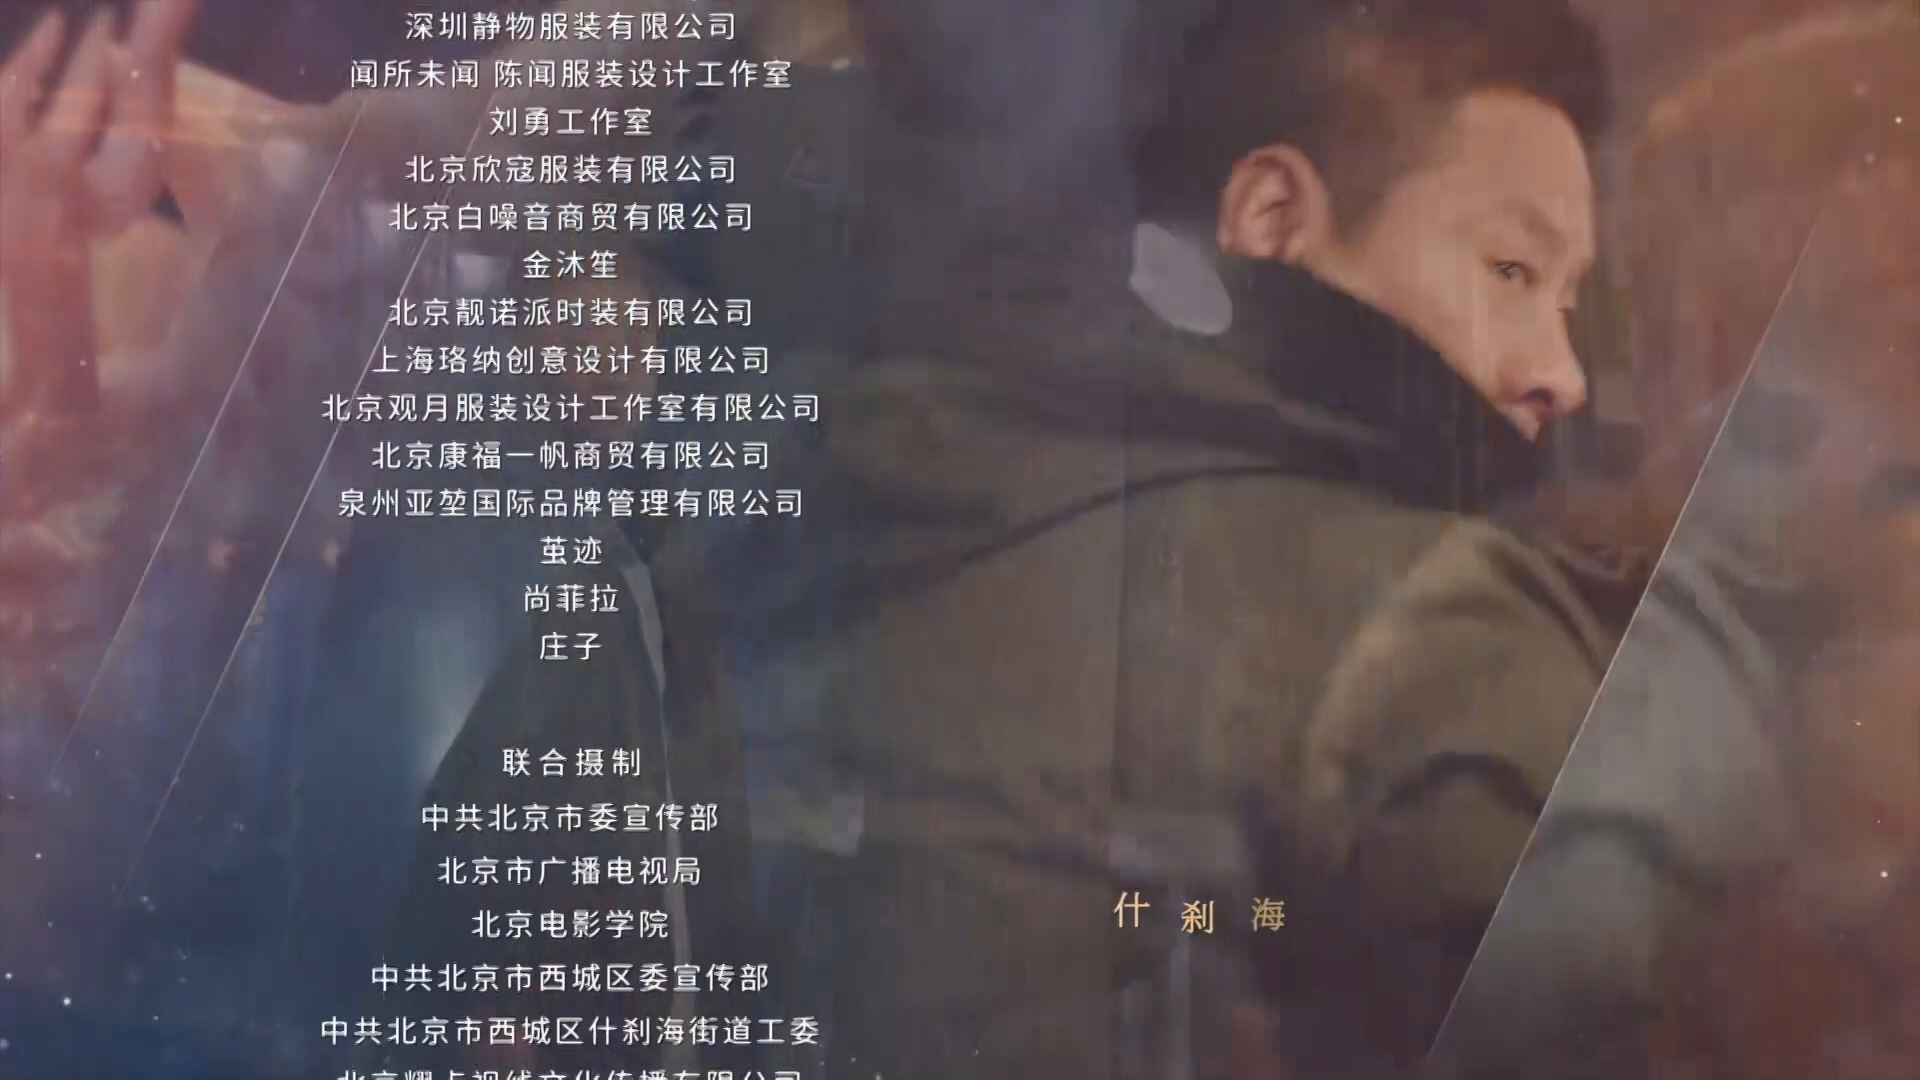 深圳静物服装有限公司
闻所未闻 陈闻服装设计工作室
刘勇工作室
北京欣寇服装有限公司
北京白噪音商贸有限公司
金沐笙
北京靓诺派时装有限公司
上海珞纳创意设计有限公司
北京观月服装设计工作室有限公司
北京康福一帆商贸有限公司
泉州亚堃国际品牌管理有限公司
茧迹
尚菲拉
庄子
联合摄制
中共北京市委宣传部
北京市广播电视局
北京电影学院
中共北京市西城区委宣传部
中共北京市西城区什刹海街道工委
什刹海